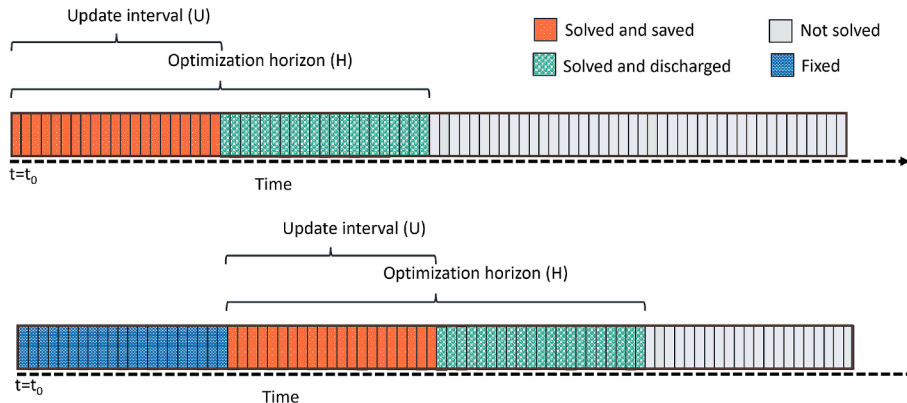 Update interval (U)
Optimization horizon (H)
Solved and saved
Not solved
Solved and discharged
Fixed
t=t0
Time
Update interval (U)
Optimization horizon (H)
t=t0
Time